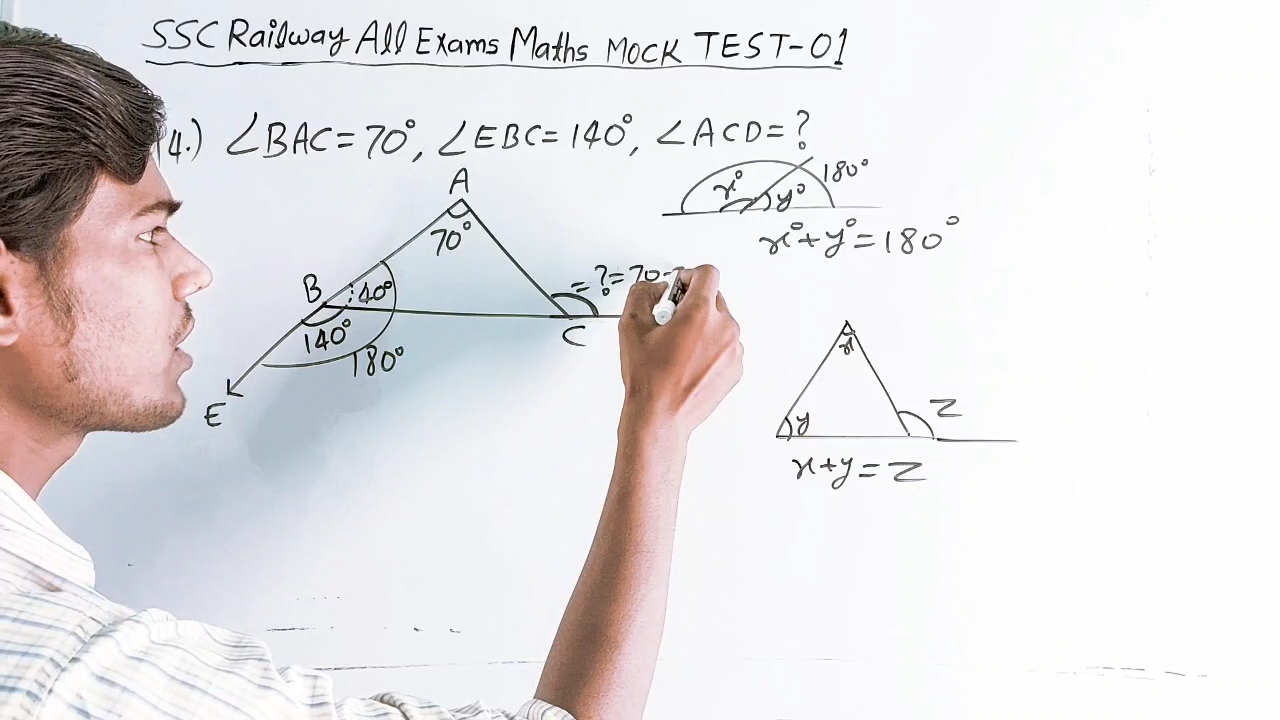 SSC Railway All Exams Maths MOCK TEST-01
4.) ∠BAC=70°, ∠EBC=140°, ∠ACD=?
x° y° 180°
x°+y°=180°
A
70°
=?=70
B 40°
140°
180°
C
E
x
y
Z
x+y=Z